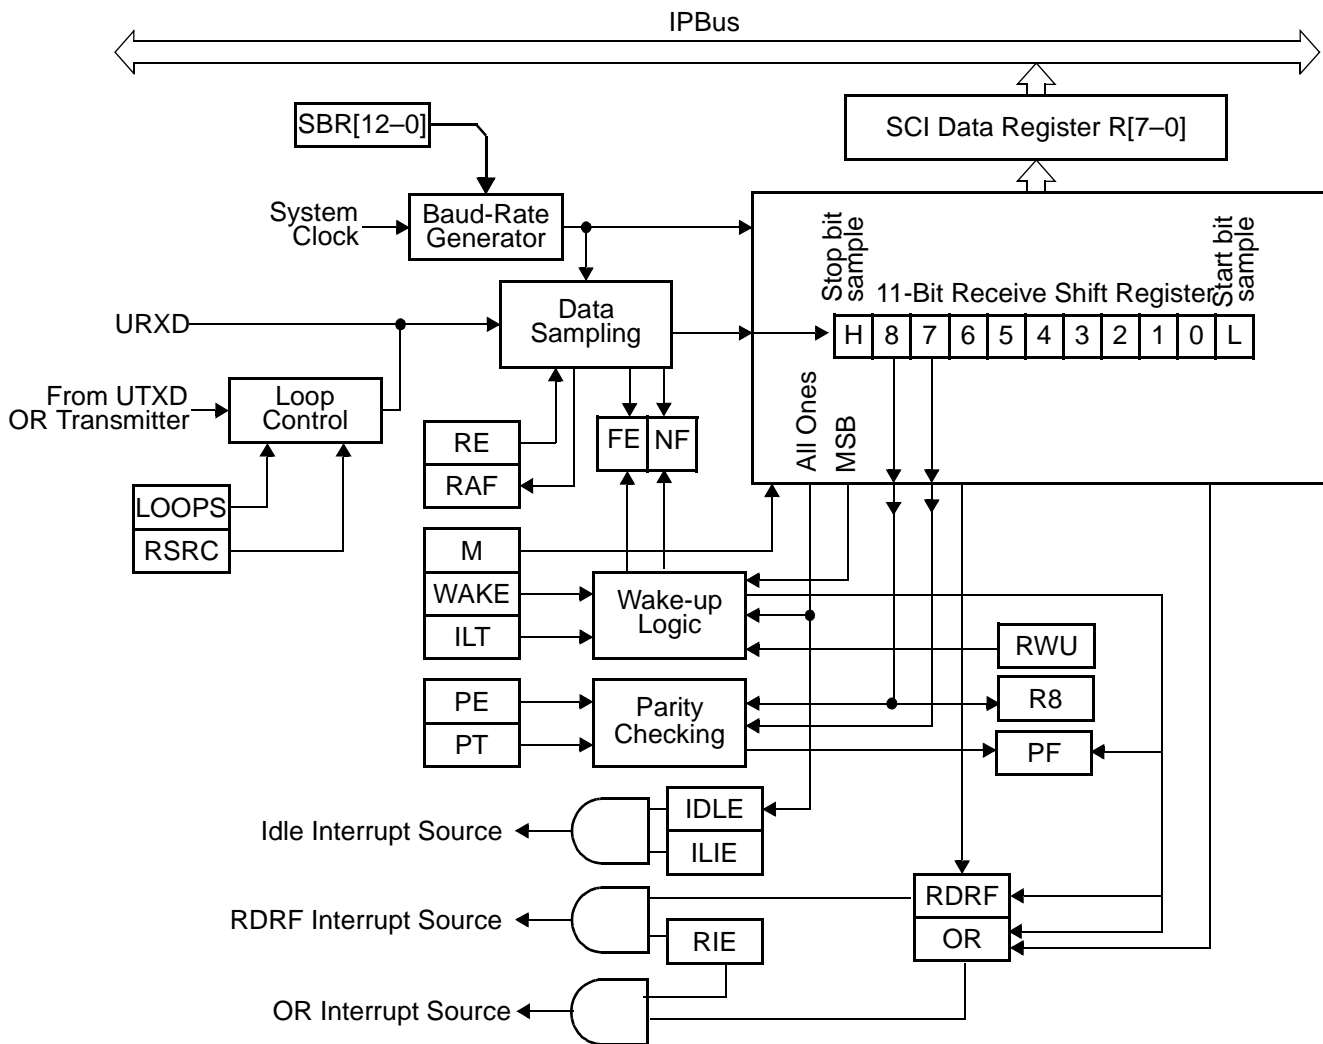 IPBus
SBR[12–0]
SCI Data Register R[7–0]
System
Clock
Baud-Rate
Generator
Stop bit
sample
Start bit
sample
11-Bit Receive Shift Register
H 8 7 6 5 4 3 2 1 0 L
URXD
Data
Sampling
From UTXD
OR Transmitter
Loop
Control
All Ones
MSB
RE
RAF
FE NF
LOOPS
RSRC
M
WAKE
ILT
Wake-up
Logic
RWU
PE
PT
Parity
Checking
R8
PF
Idle Interrupt Source
IDLE
ILIE
RDRF Interrupt Source
RIE
RDRF
OR
OR Interrupt Source